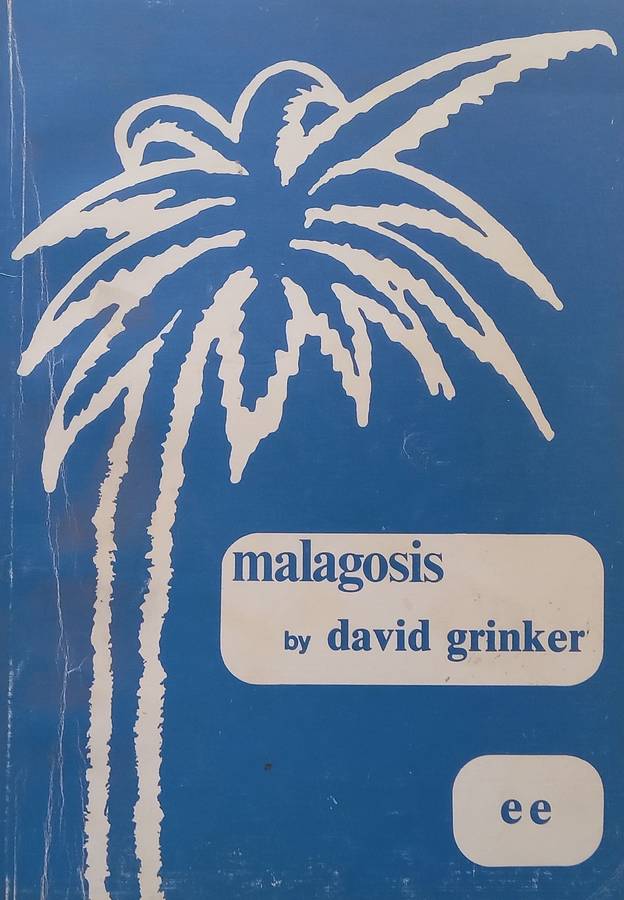 malagosis
by david grinker
ee